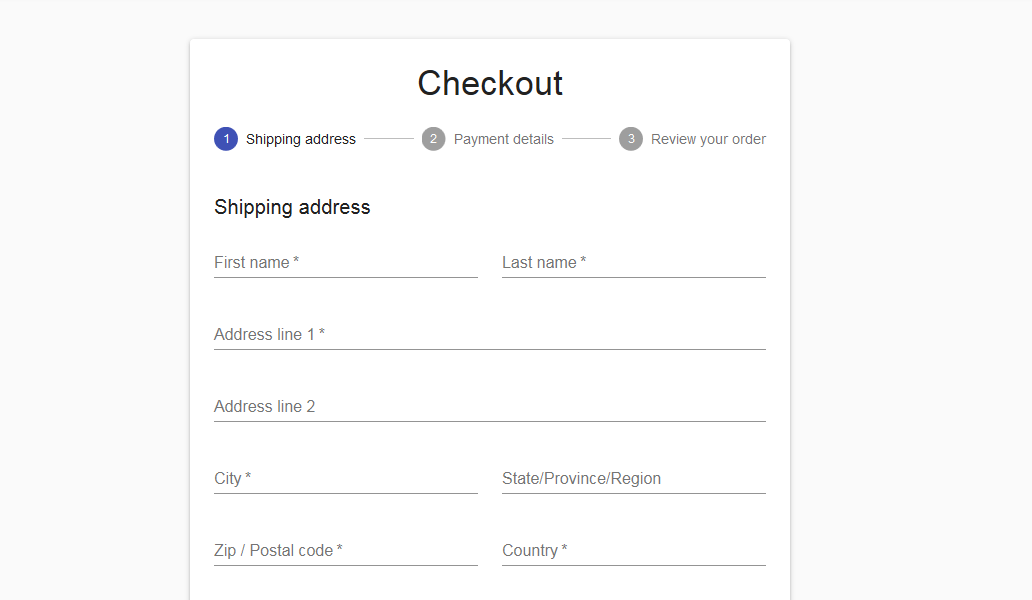 Checkout
1 Shipping address 2 Payment details 3 Review your order
Shipping address
First name * Last name *
Address line 1 *
Address line 2
City * State/Province/Region
Zip / Postal code * Country *